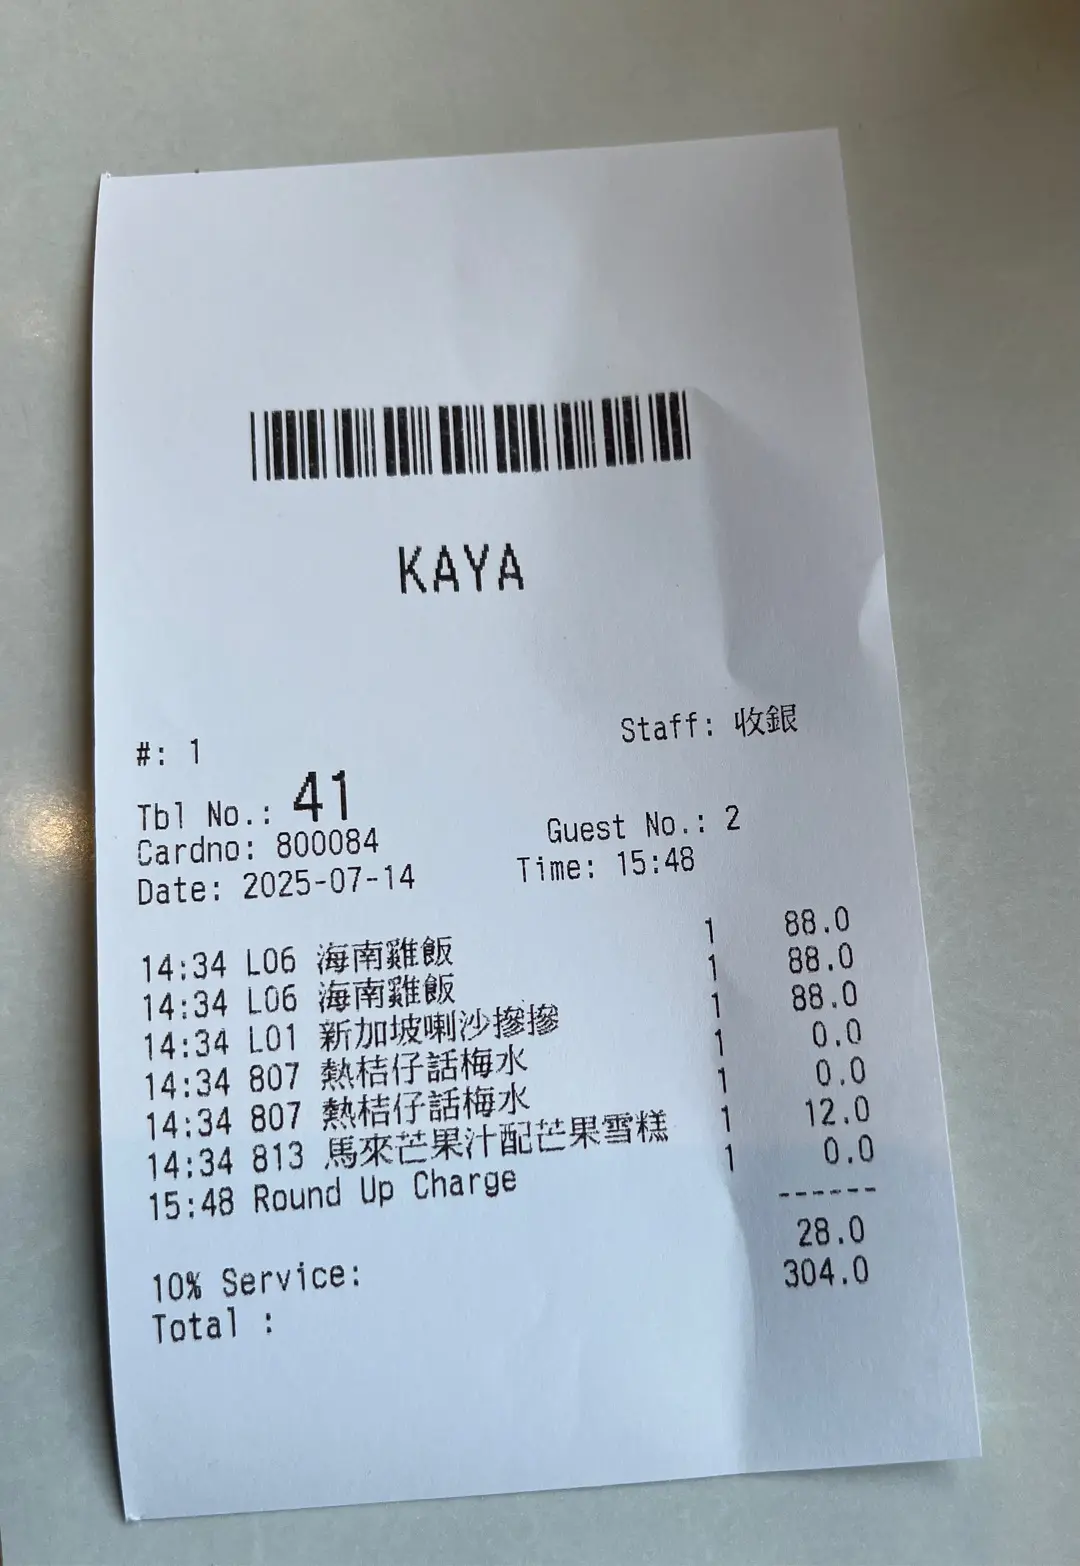 KAYA
#: 1 Staff: 收銀
Tbl No.: 41
Cardno: 800084 Guest No.: 2
Date: 2025-07-14 Time: 15:48
14:34 L06 海南雞飯 1 88.0
14:34 L06 海南雞飯 1 88.0
14:34 L01 新加坡喇沙摻摻 1 88.0
14:34 807 熱桔仔話梅水 1 0.0
14:34 807 熱桔仔話梅水 1 0.0
14:34 813 馬來芒果汁配芒果雪糕 1 12.0
15:48 Round Up Charge 1 0.0
------
10% Service: 28.0
Total : 304.0